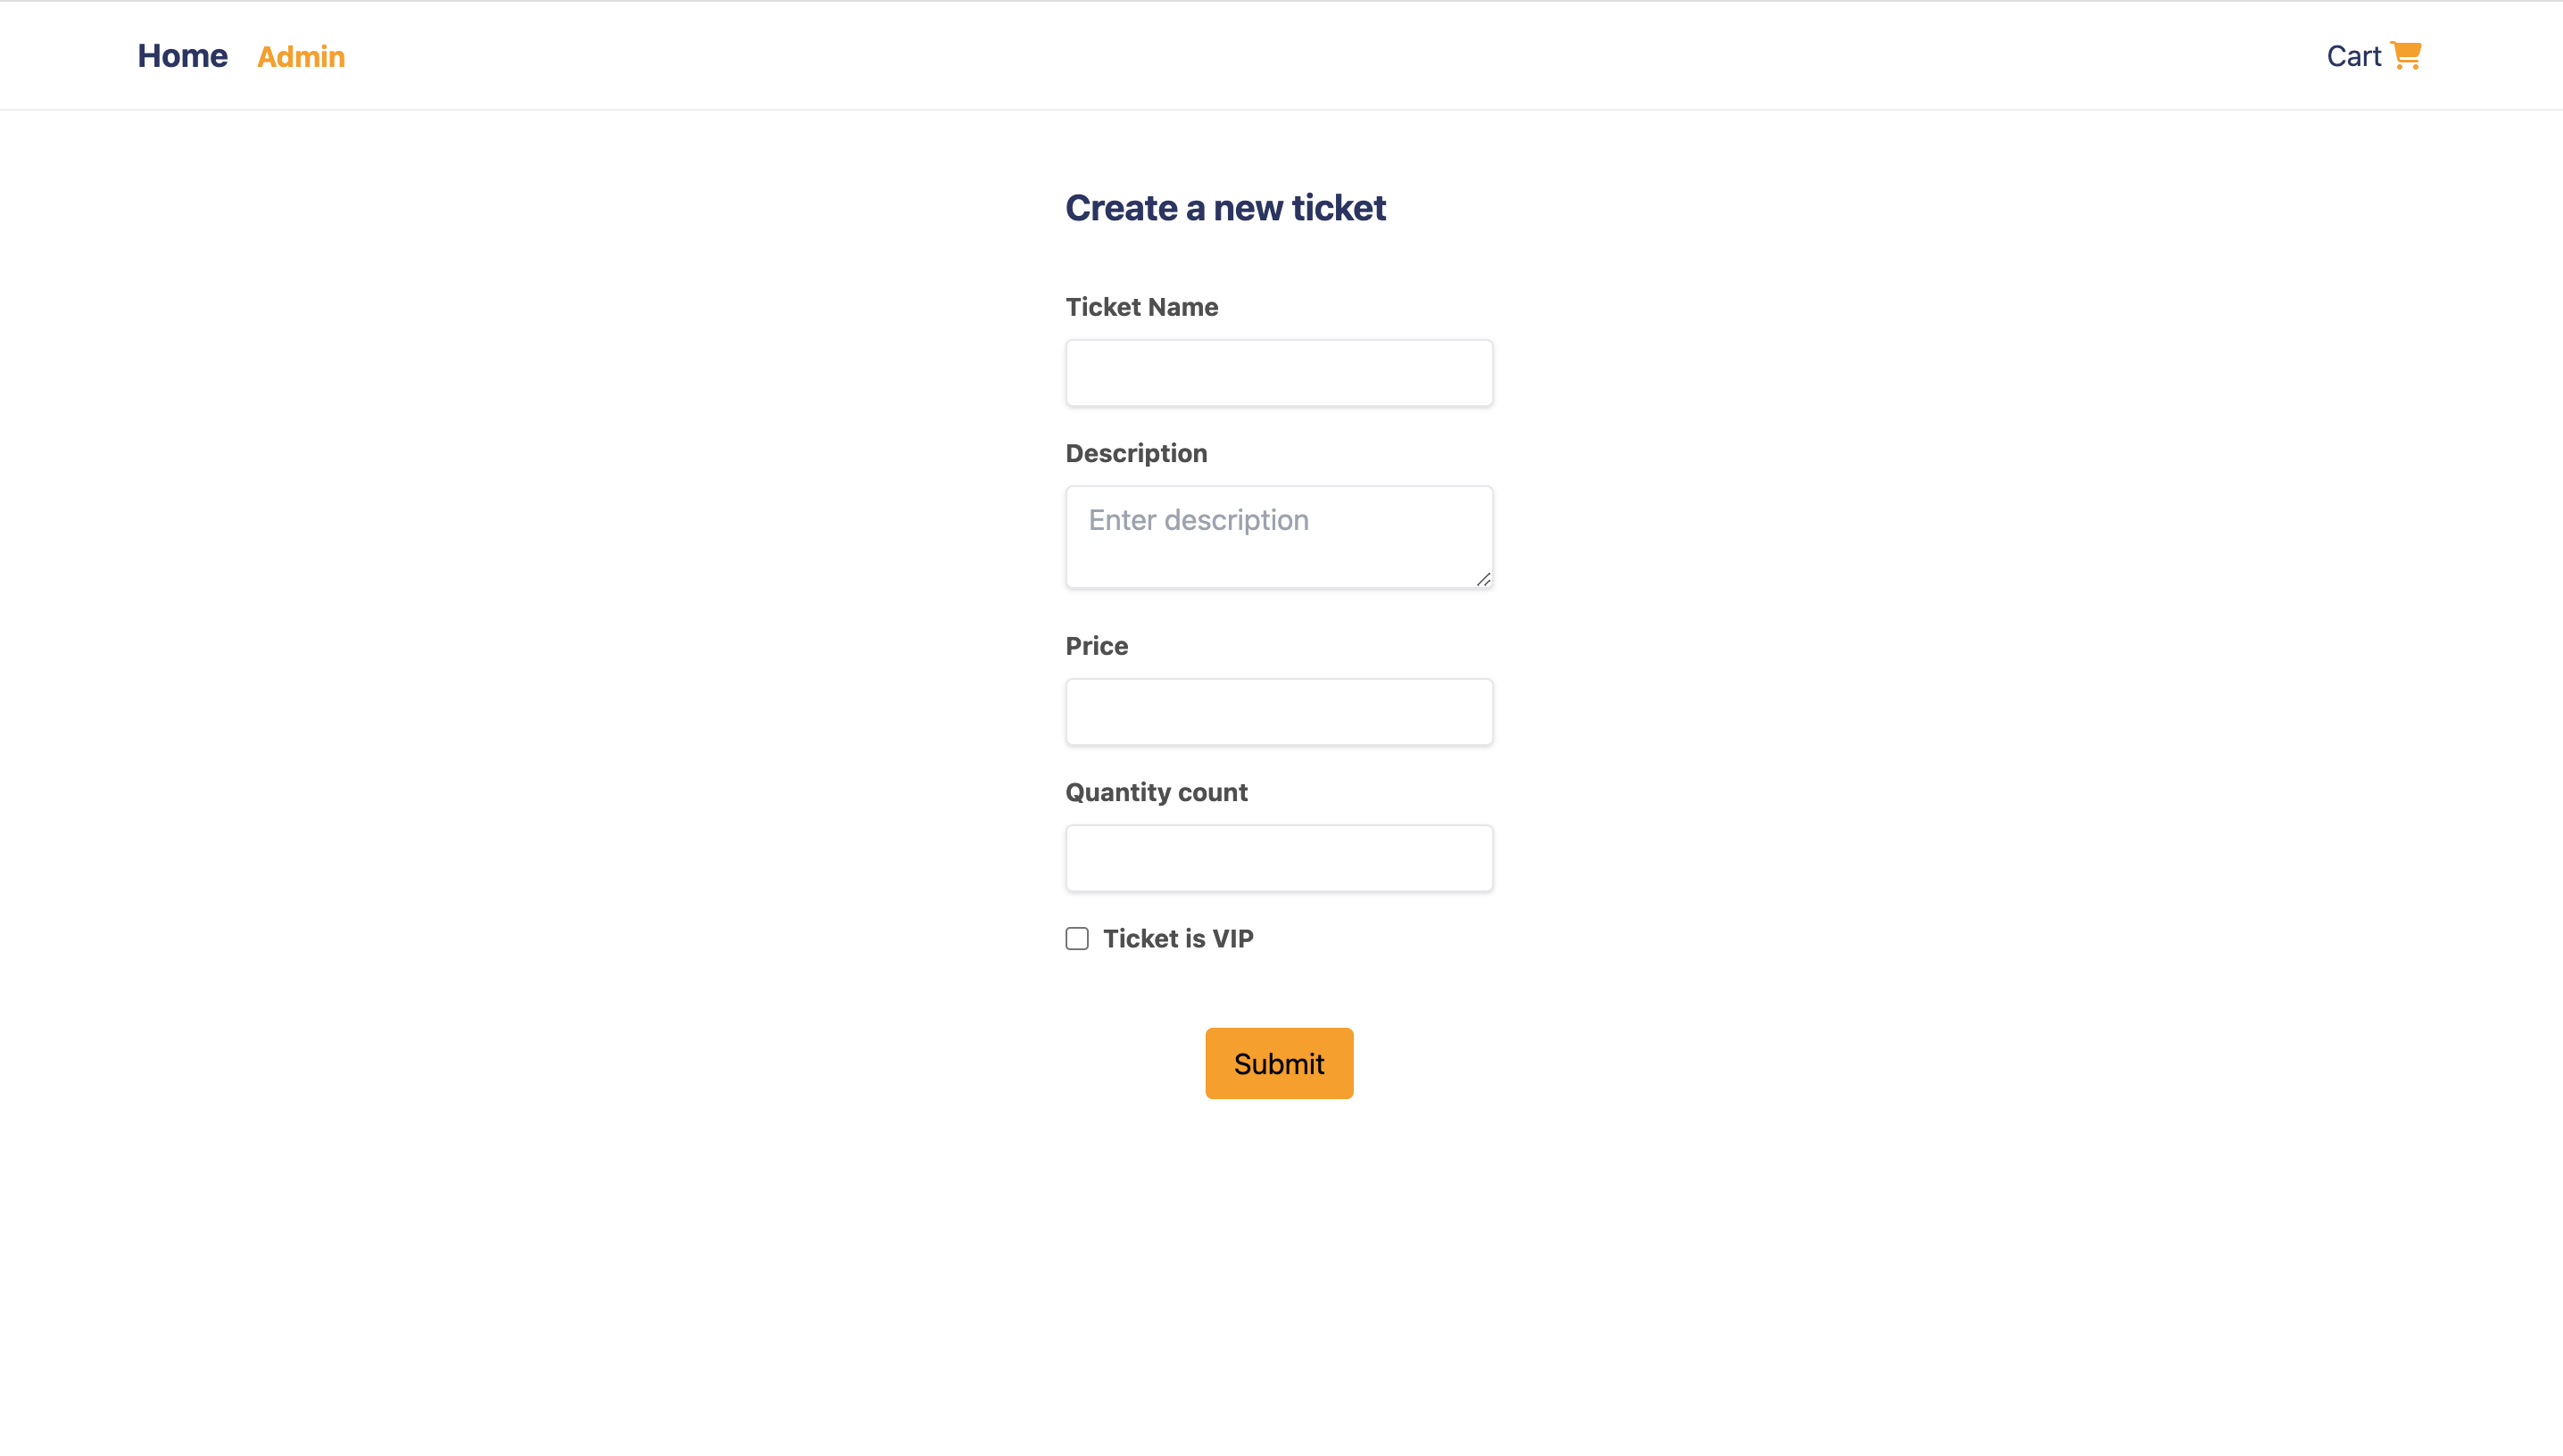 Home Admin Cart
Create a new ticket
Ticket Name
Description
Enter description
Price
Quantity count
Ticket is VIP
Submit